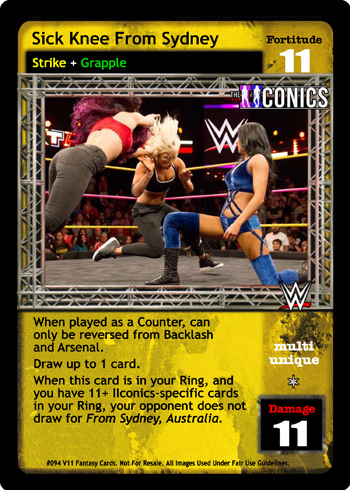 Sick Knee From Sydney
Fortitude
11
Strike + Grapple
THE IICONICS
W
When played as a Counter, can
only be reversed from Backlash
and Arsenal.
Draw up to 1 card.
When this card is in your Ring, and
you have 11+ IIconics-specific cards
in your Ring, your opponent does not
draw for From Sydney, Australia.
multi
unique
*
Damage
11
#094 V11 Fantasy Cards. Not For Resale. All Images Used Under Fair Use Guidelines.